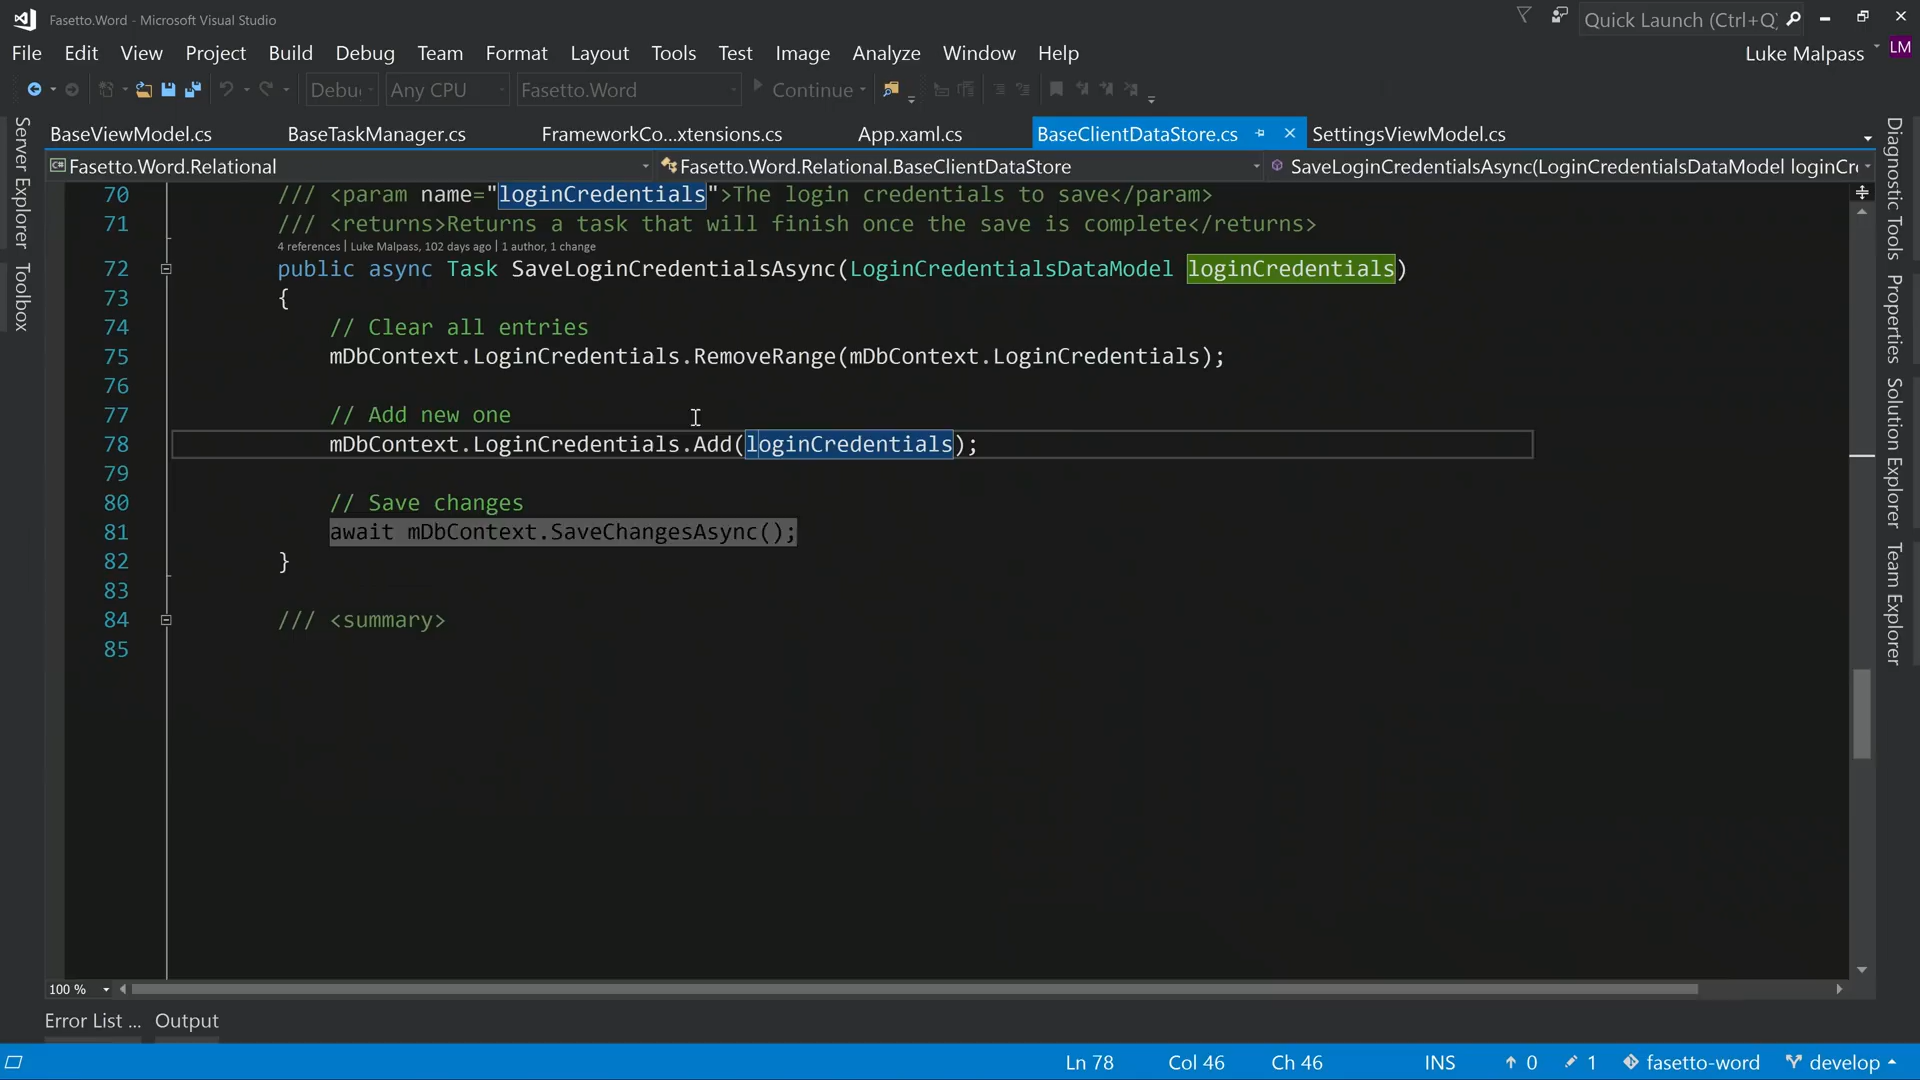 Fasetto.Word - Microsoft Visual Studio
Quick Launch (Ctrl+Q)
File Edit View Project Build Debug Team Format Layout Tools Test Image Analyze Window Help
Luke Malpass LM
Debu Any CPU Fasetto.Word Continue
BaseViewModel.cs BaseTaskManager.cs FrameworkCo...xtensions.cs App.xaml.cs BaseClientDataStore.cs SettingsViewModel.cs
Fasetto.Word.Relational Fasetto.Word.Relational.BaseClientDataStore SaveLoginCredentialsAsync(LoginCredentialsDataModel loginCr
Server Explorer
Toolbox
70 /// <param name="loginCredentials">The login credentials to save</param>
71 /// <returns>Returns a task that will finish once the save is complete</returns>
4 references | Luke Malpass, 102 days ago | 1 author, 1 change
72 public async Task SaveLoginCredentialsAsync(LoginCredentialsDataModel loginCredentials)
73 {
74 // Clear all entries
75 mDbContext.LoginCredentials.RemoveRange(mDbContext.LoginCredentials);
76
77 // Add new one
78 mDbContext.LoginCredentials.Add(loginCredentials);
79
80 // Save changes
81 await mDbContext.SaveChangesAsync();
82 }
83
84 /// <summary>
85
Diagnostic Tools
Properties
Solution Explorer
Team Explorer
100 %
Error List ... Output
Ln 78 Col 46 Ch 46 INS 0 1 fasetto-word develop